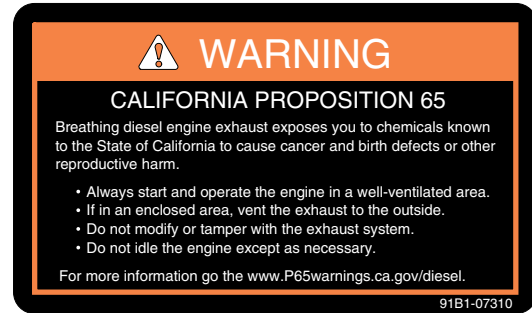 WARNING
CALIFORNIA PROPOSITION 65
Breathing diesel engine exhaust exposes you to chemicals known
to the State of California to cause cancer and birth defects or other
reproductive harm.
• Always start and operate the engine in a well-ventilated area.
• If in an enclosed area, vent the exhaust to the outside.
• Do not modify or tamper with the exhaust system.
• Do not idle the engine except as necessary.
For more information go the www.P65warnings.ca.gov/diesel.
91B1-07310